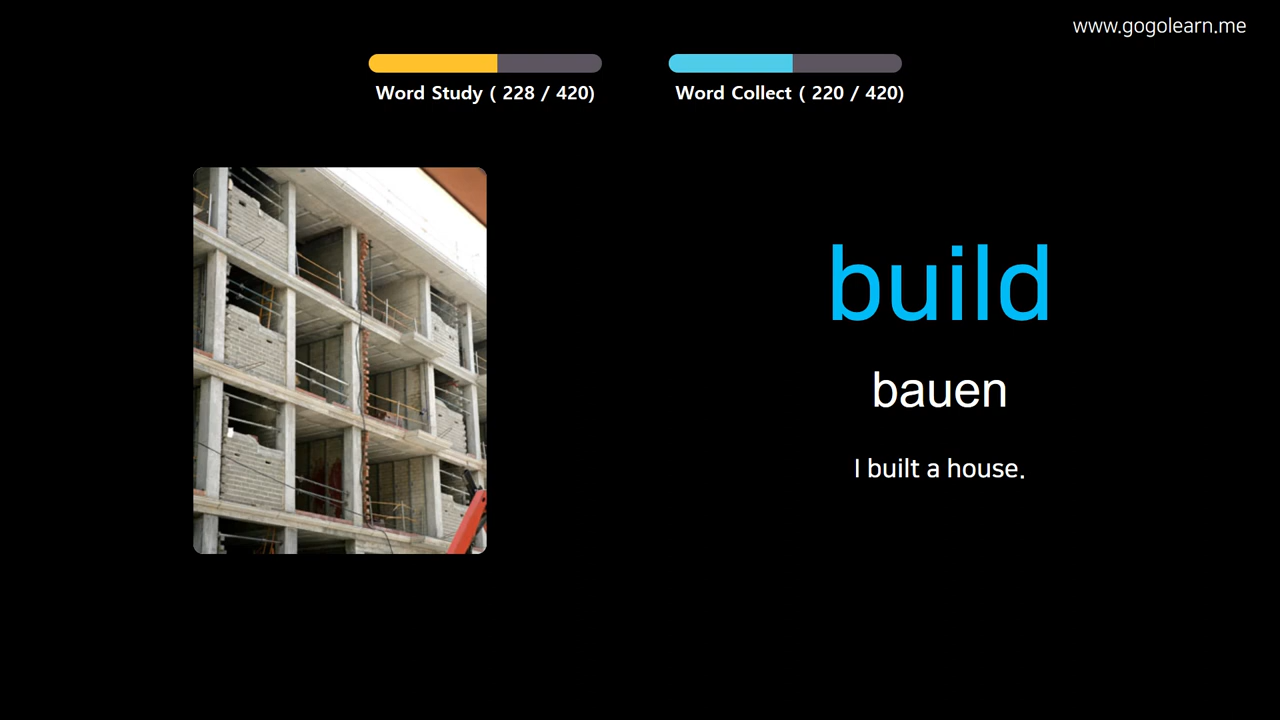 www.gogolearn.me
Word Study ( 228 / 420)
Word Collect ( 220 / 420)
build
bauen
I built a house.